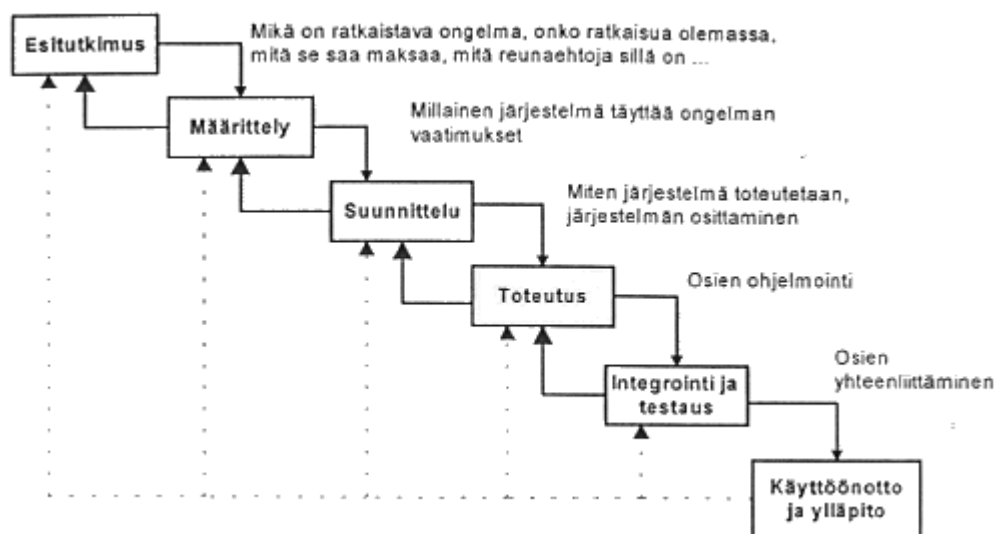 Esitutkimus
Mikä on ratkaistava ongelma, onko ratkaisua olemassa,
mitä se saa maksaa, mitä reunaehtoja sillä on ...
Määrittely
Millainen järjestelmä täyttää ongelman
vaatimukset
Suunnittelu
Miten järjestelmä toteutetaan,
järjestelmän osittaminen
Toteutus
Osien ohjelmointi
Integrointi ja
testaus
Osien
yhteenliittäminen
Käyttöönotto
ja ylläpito